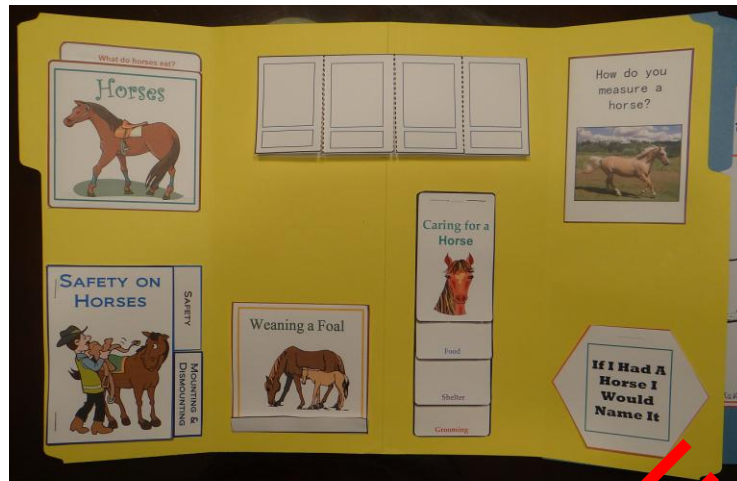 What do horses eat?
Horses
How do you
measure a
horse?
Caring for a
Horse
Food
Shelter
Grooming
SAFETY ON
HORSES
SAFETY
MOUNTING &
DISMOUNTING
Weaning a Foal
If I Had A
Horse I
Would
Name It